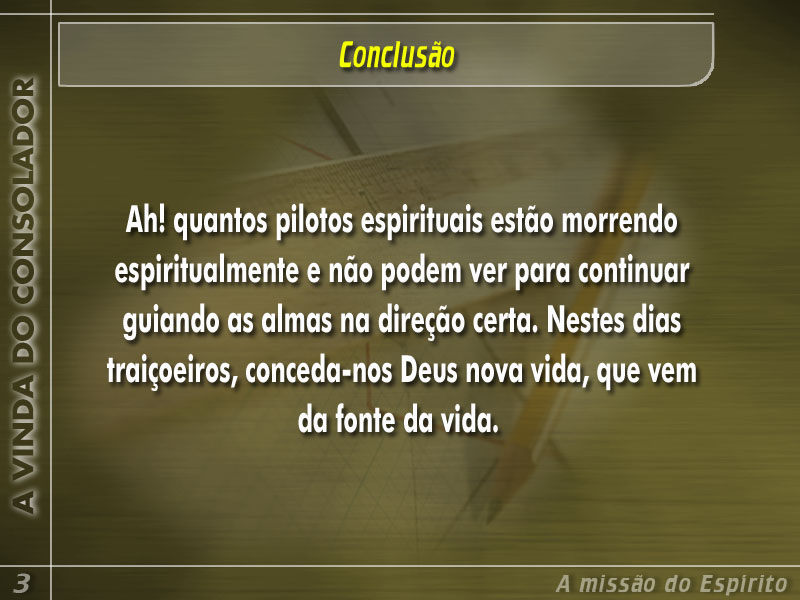 Conclusão
A VINDA DO CONSOLADOR
Ah! quantos pilotos espirituais estão morrendo
espiritualmente e não podem ver para continuar
guiando as almas na direção certa. Nestes dias
traiçoeiros, conceda-nos Deus nova vida, que vem
da fonte da vida.
3
A missão do Espírito